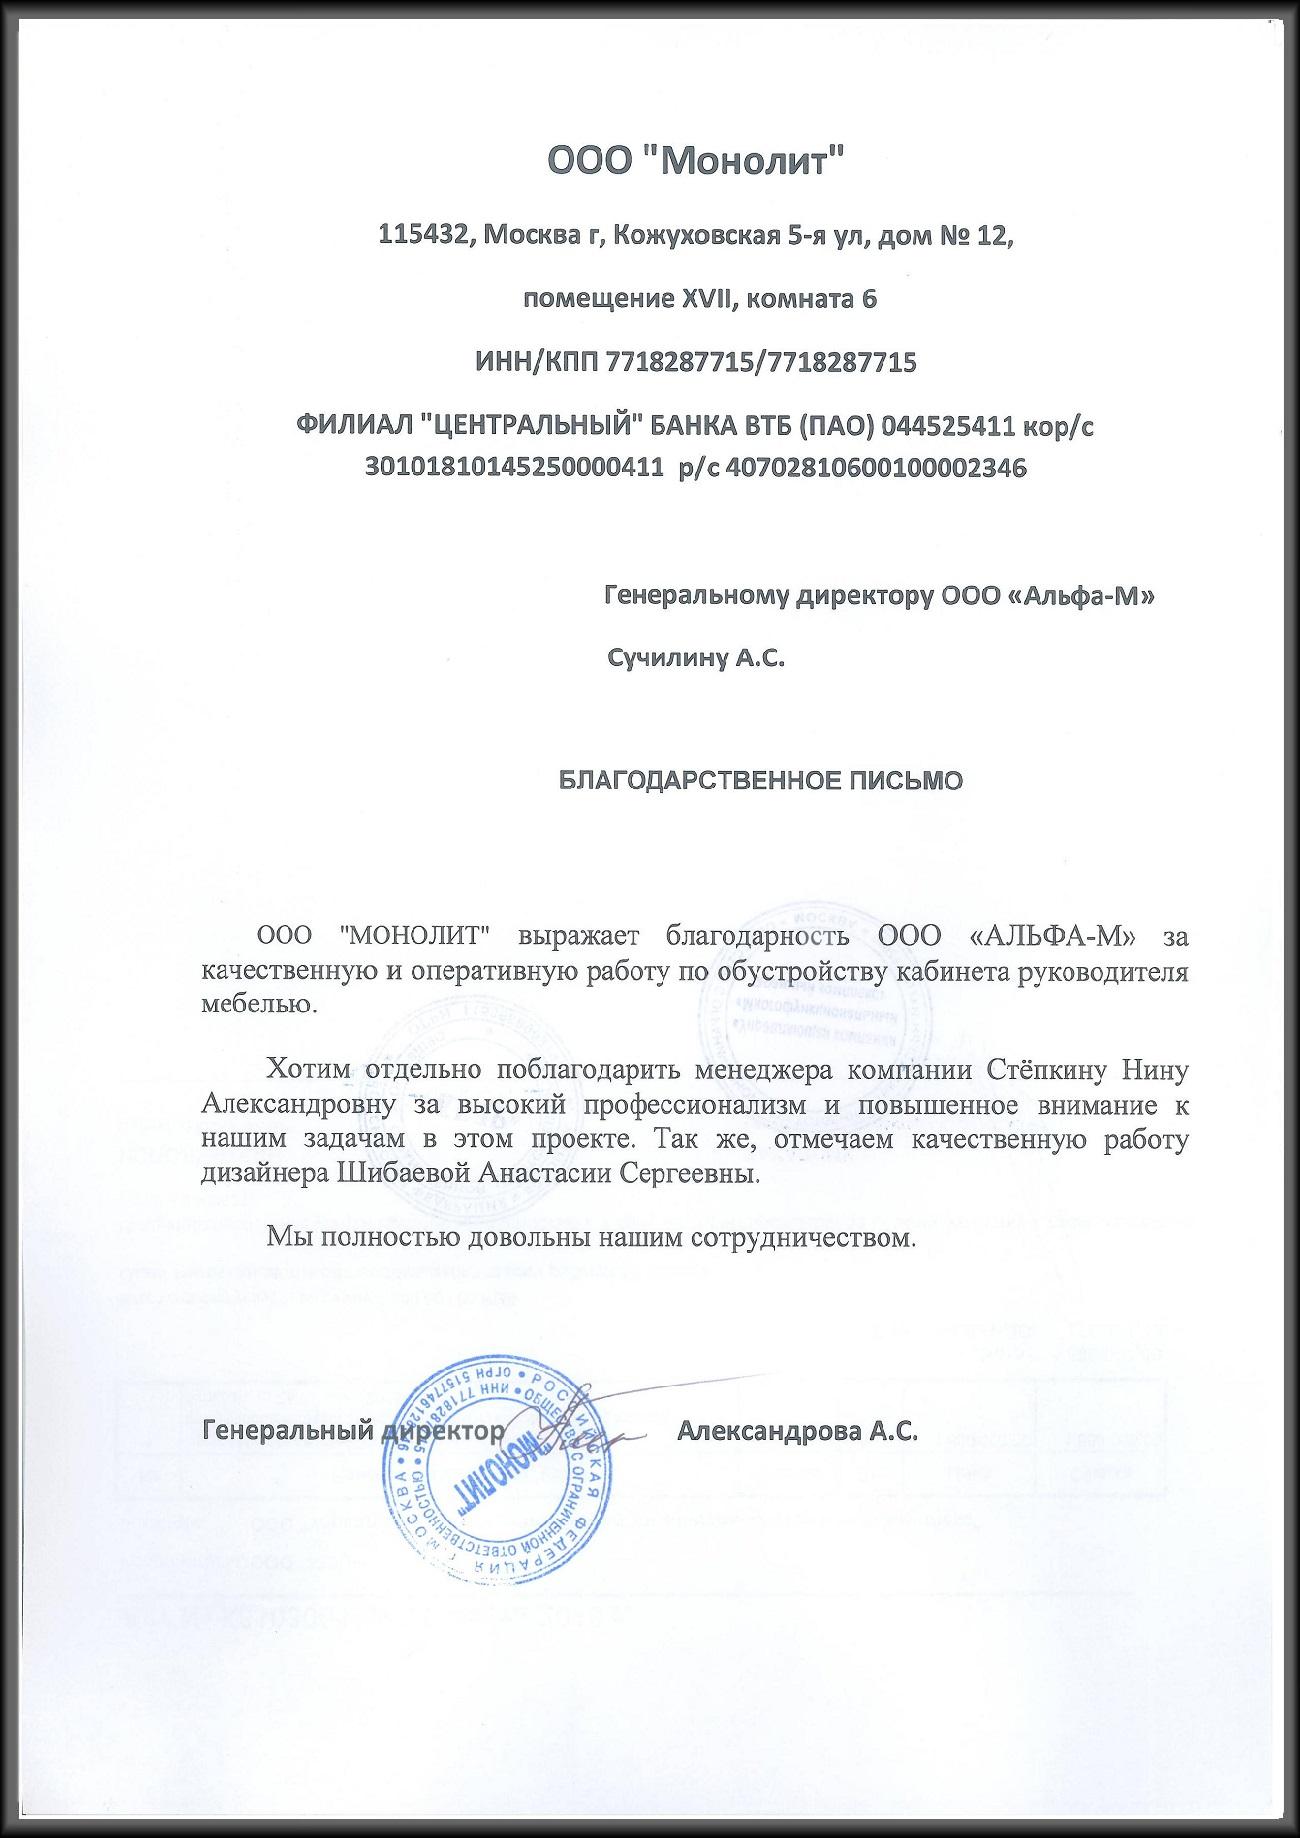 ООО "Монолит"
115432, Москва г, Кожуховская 5-я ул, дом № 12,
помещение XVII, комната 6
ИНН/КПП 7718287715/7718287715
ФИЛИАЛ "ЦЕНТРАЛЬНЫЙ" БАНКА ВТБ (ПАО) 044525411 кор/с
30101810145250000411 р/с 40702810600100002346
Генеральному директору ООО «Альфа-М»
Сучилину А.С.
БЛАГОДАРСТВЕННОЕ ПИСЬМО
ООО "МОНОЛИТ" выражает благодарность ООО «АЛЬФА-М» за
качественную и оперативную работу по обустройству кабинета руководителя
мебелью.
Хотим отдельно поблагодарить менеджера компании Стёпкину Нину
Александровну за высокий профессионализм и повышенное внимание к
нашим задачам в этом проекте. Так же, отмечаем качественную работу
дизайнера Шибаевой Анастасии Сергеевны.
Мы полностью довольны нашим сотрудничеством.
Генеральный директор Александрова А.С.
РОССИЙСКАЯ ФЕДЕРАЦИЯ • Г. МОСКВА •
ОБЩЕСТВО С ОГРАНИЧЕННОЙ ОТВЕТСТВЕННОСТЬЮ •
"МОНОЛИТ"